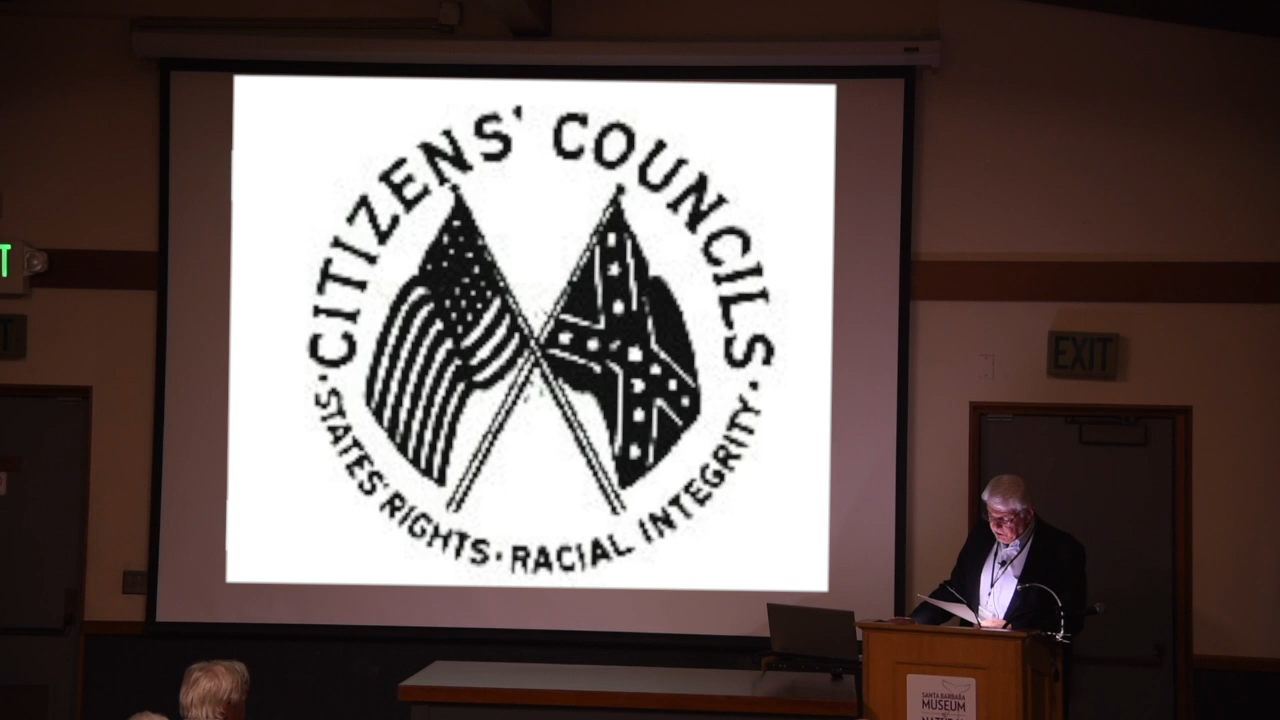 CITIZENS' COUNCILS
· STATES' RIGHTS · RACIAL INTEGRITY ·
T
EXIT
SANTA BARBARA
MUSEUM